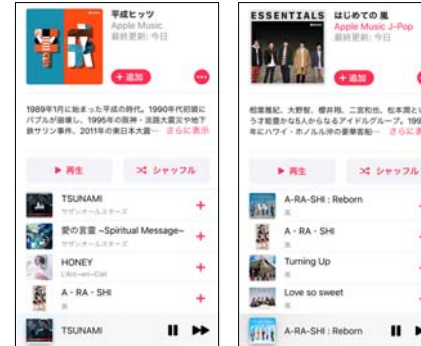 平成ヒッツ
Apple Music
最終更新: 今日
+ 追加
1989年1月に始まった平成の時代。1990年代初頭に
バブルが崩壊し、1995年の阪神・淡路大震災や地下
鉄サリン事件、2011年の東日本大震… さらに表示
▶ 再生
シャッフル
TSUNAMI
サザンオールスターズ
愛の言霊 ~Spiritual Message~
サザンオールスターズ
HONEY
L'Arc~en~Ciel
A・RA・SHI
嵐
TSUNAMI
ESSENTIALS
はじめての 嵐
Apple Music J-Pop
最終更新: 今日
+ 追加
相葉雅紀、大野智、櫻井翔、二宮和也、松本潤とい
う才能豊かな5人からなるアイドルグループ。199
年にハワイ・ホノルル沖の豪華客船… さらに表
▶ 再生
シャッフル
A-RA-SHI : Reborn
嵐
A・RA・SHI
嵐
Turning Up
嵐
Love so sweet
嵐
A-RA-SHI : Reborn